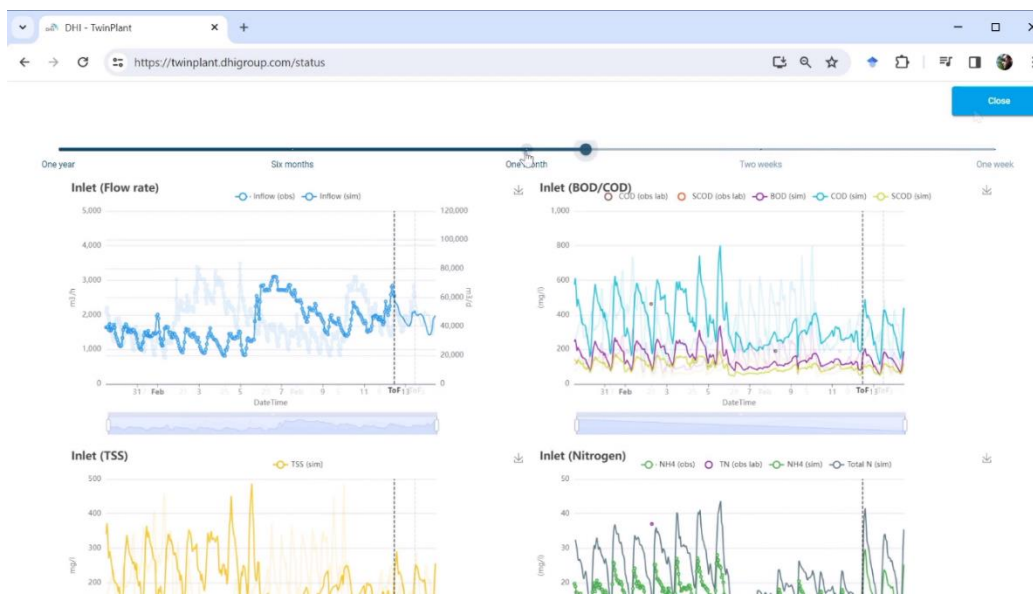 DHI - TwinPlant
https://twinplant.dhigroup.com/status
Close
One year
Six months
One month
Two weeks
One week
Inlet (Flow rate)
Inflow (obs) Inflow (sim)
5,000
4,000
3,000
2,000
1,000
0
m3/h
120,000
100,000
80,000
60,000
40,000
20,000
0
m3/d
31 Feb 3 5 7 9 11 ToF 13
DateTime
Inlet (BOD/COD)
COD (obs lab) SCOD (obs lab) BOD (sim) COD (sim) SCOD (sim)
1,000
800
600
400
200
0
(mg/l)
31 Feb 3 5 7 9 11 ToF 13
DateTime
Inlet (TSS)
TSS (sim)
500
400
300
200
(mg/l)
Inlet (Nitrogen)
NH4 (obs) TN (obs lab) NH4 (sim) Total N (sim)
50
40
30
20
(mg/l)